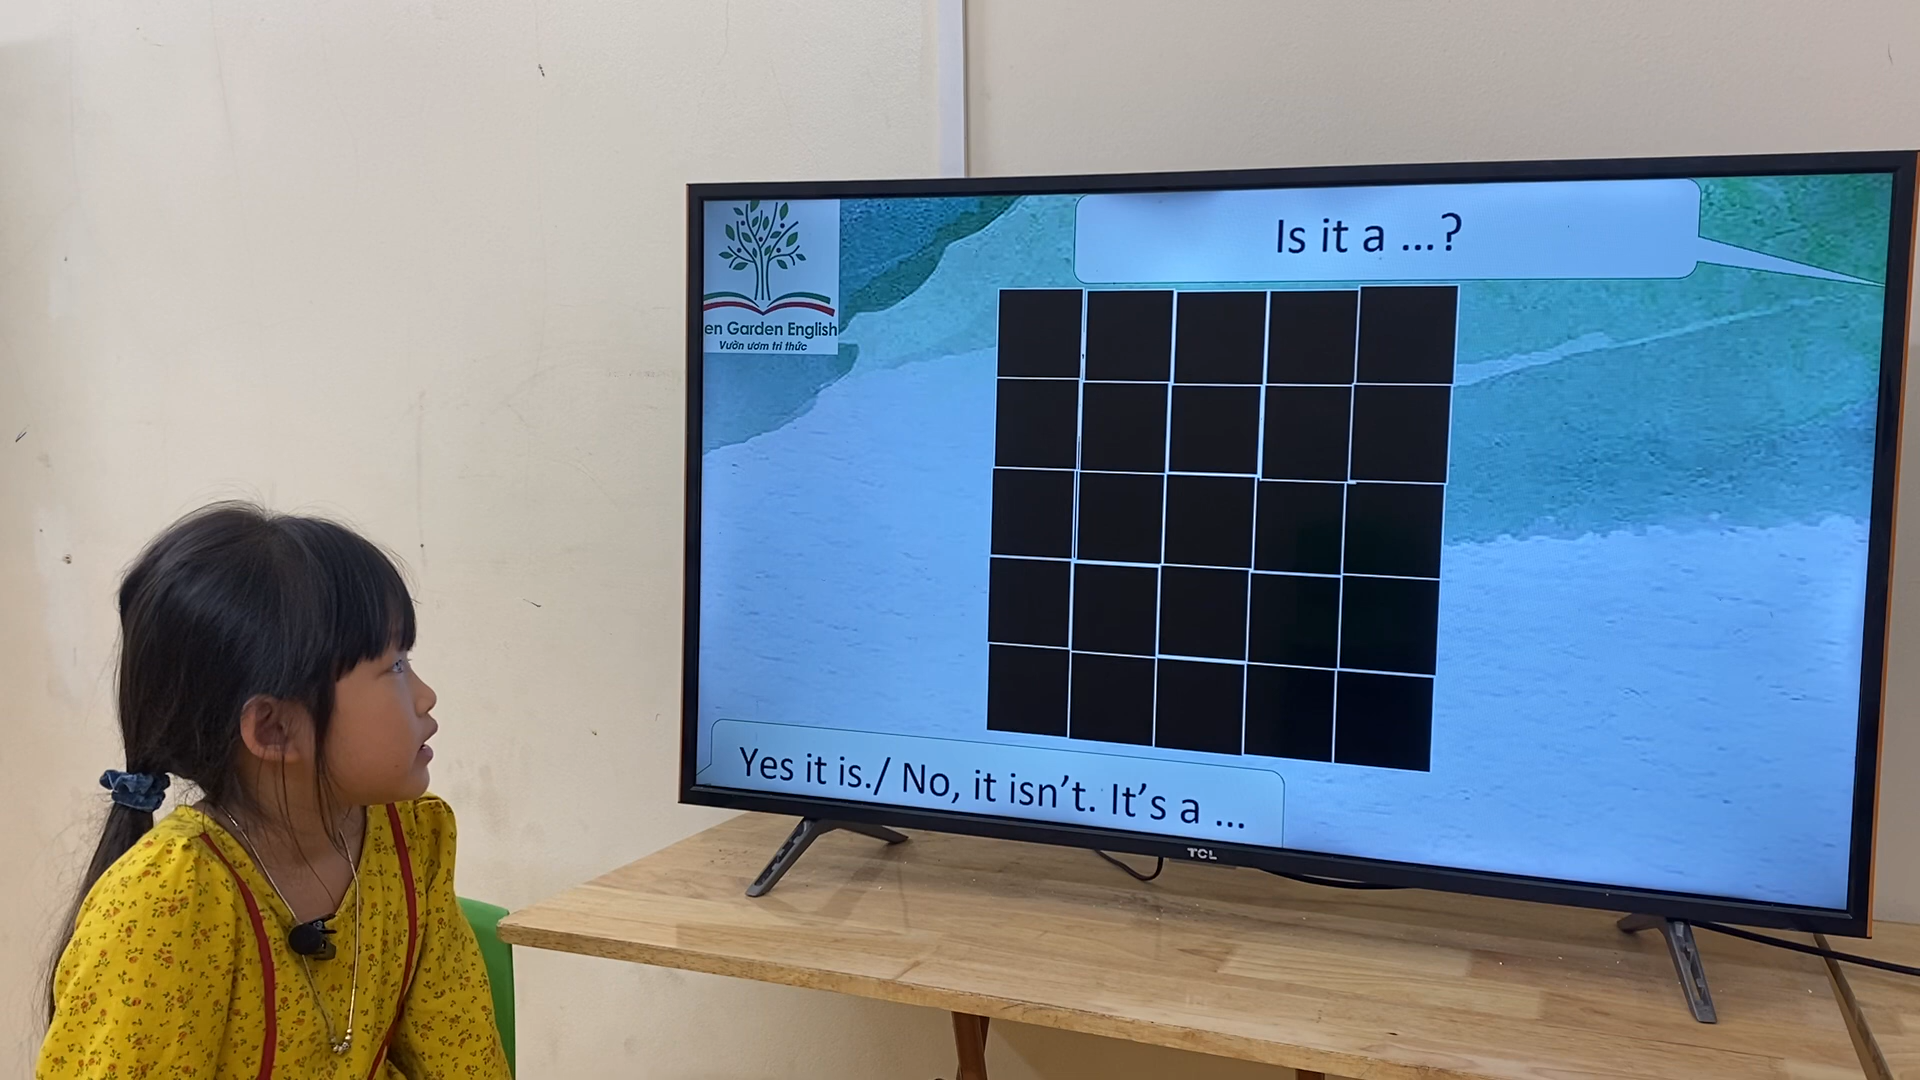 Is it a ...?
en Garden English
Vườn ươm tri thức
Yes it is./ No, it isn't. It's a ...
TCL